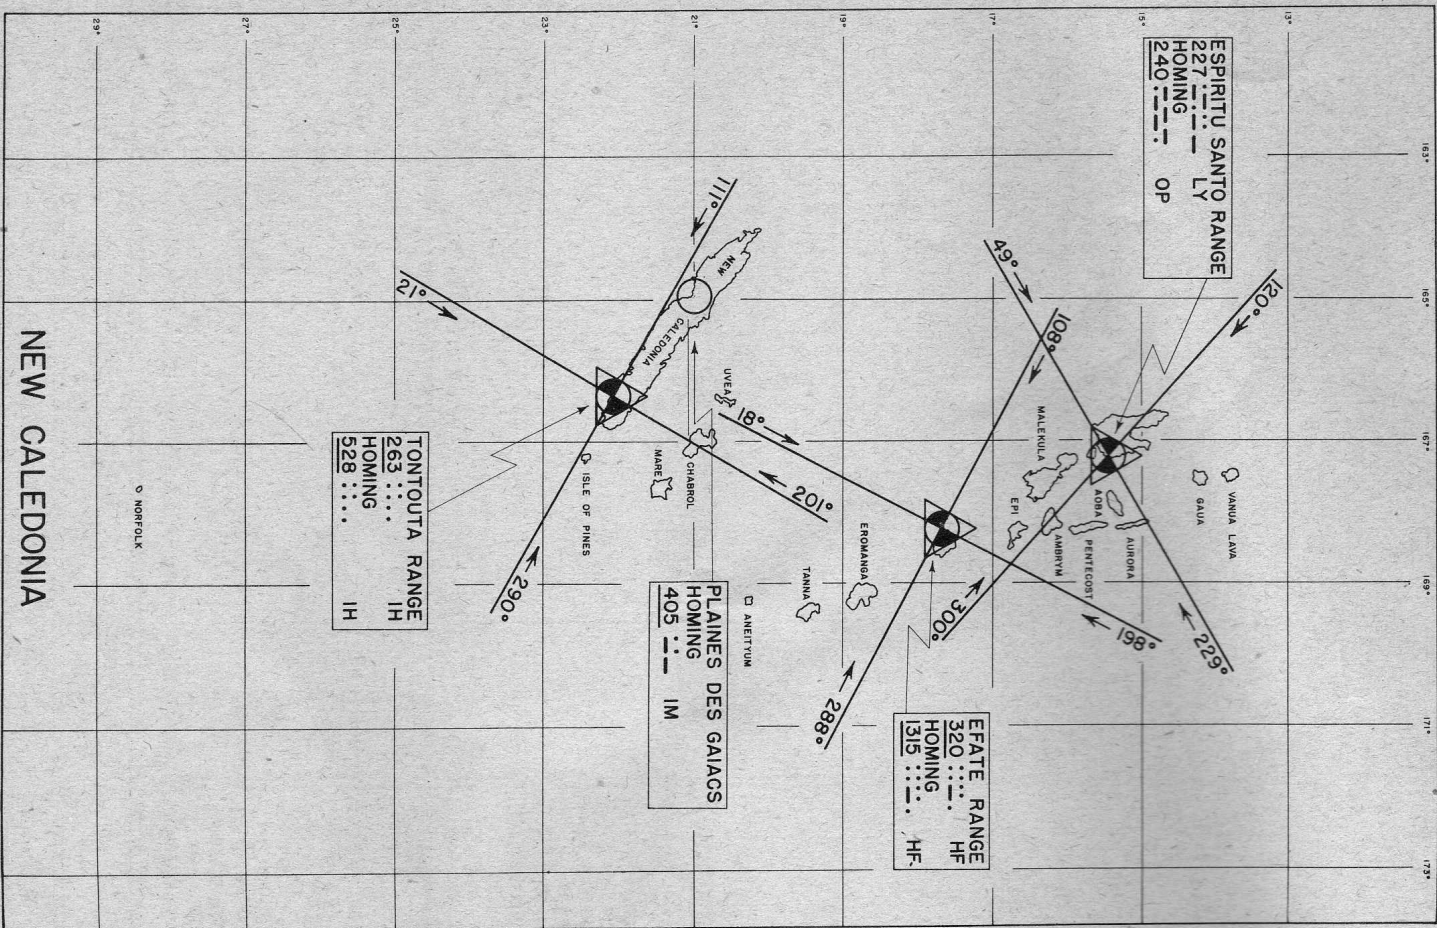 ESPIRITU SANTO RANGE
227 ·–·· –·–– LY
HOMING
240 ––– ·––· OP
EFATE RANGE
320 ···· ··–· HF
HOMING
1315 ···· ··–· HF
PLAINES DES GAIACS
HOMING
405 ·· –– IM
TONTOUTA RANGE
263 ·· ···· IH
HOMING
528 ·· ···· IH
163°
165°
167°
169°
171°
173°
13°
15°
17°
19°
21°
23°
25°
27°
29°
120°
49°
229°
300°
108°
198°
18°
288°
111°
201°
21°
290°
VANUA LAVA
GAUA
AURORA
AOBA
PENTECOST
MALEKULA
AMBRYM
EPI
EROMANGA
TANNA
ANEITYUM
UVEA
CHABROL
MARE
NEW
CALEDONIA
ISLE OF PINES
NORFOLK
NEW CALEDONIA